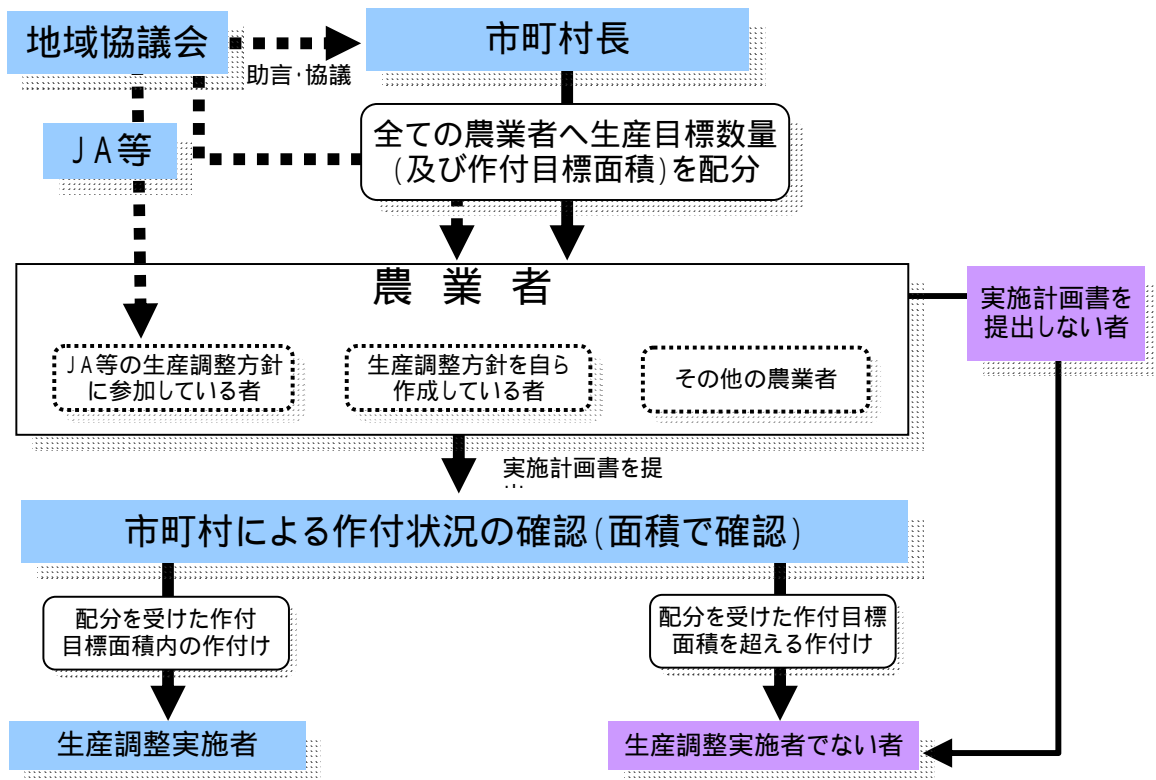 地域協議会
市町村長
助言・協議
JA等
全ての農業者へ生産目標数量
(及び作付目標面積)を配分
農業者
実施計画書を
提出しない者
JA等の生産調整方針
に参加している者
生産調整方針を自ら
作成している者
その他の農業者
実施計画書を提
市町村による作付状況の確認(面積で確認)
配分を受けた作付
目標面積内の作付け
配分を受けた作付目標
面積を超える作付け
生産調整実施者
生産調整実施者でない者